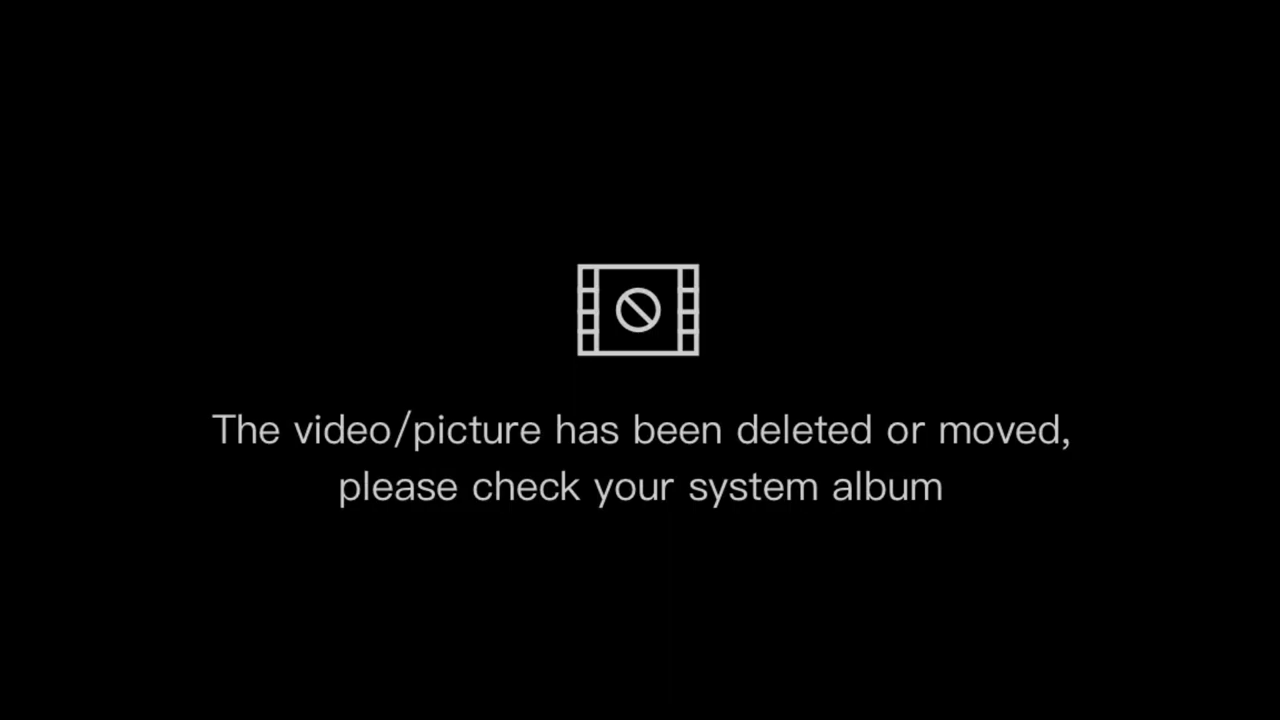 The video/picture has been deleted or moved,
please check your system album